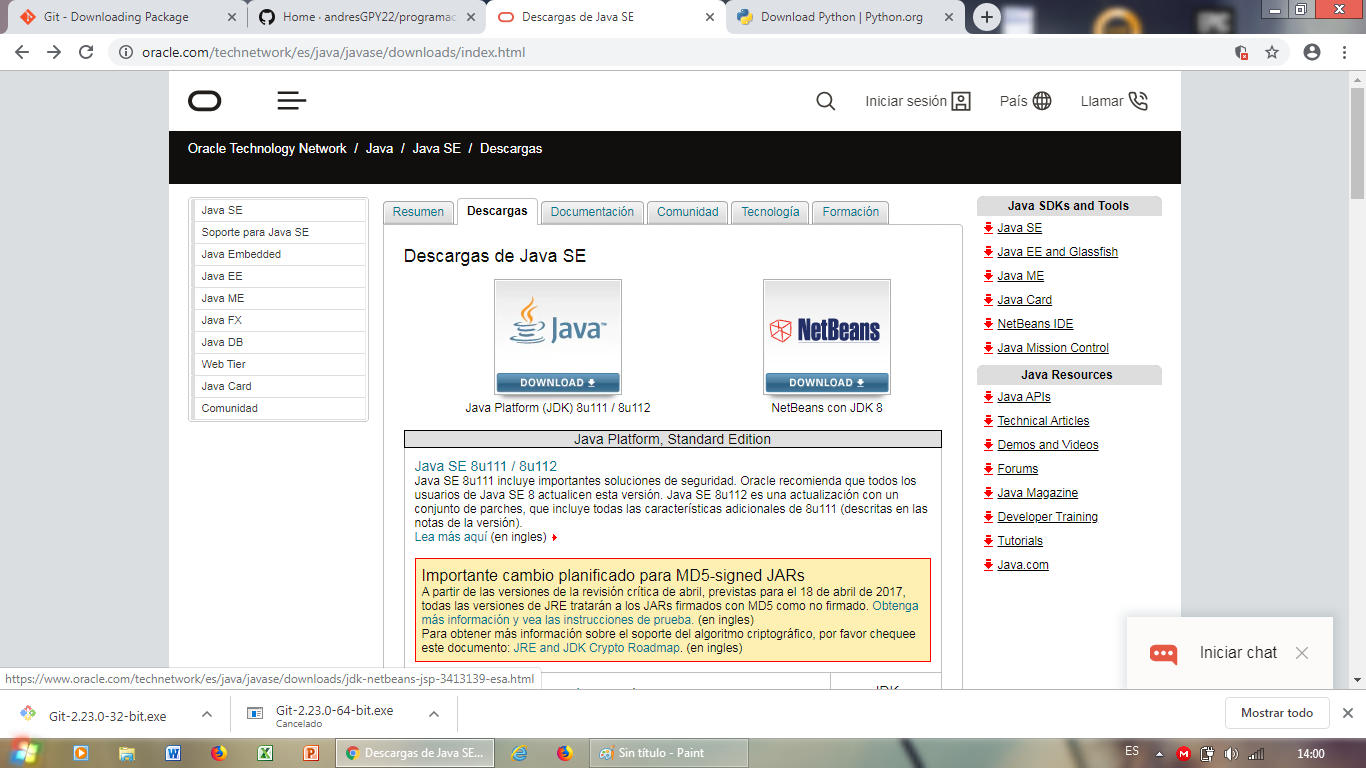 Git - Downloading Package
Home · andresGPY22/programac
Descargas de Java SE
Download Python | Python.org
oracle.com/technetwork/es/java/javase/downloads/index.html
Iniciar sesión
País
Llamar
Oracle Technology Network / Java / Java SE / Descargas
Java SE
Soporte para Java SE
Java Embedded
Java EE
Java ME
Java FX
Java DB
Web Tier
Java Card
Comunidad
Resumen
Descargas
Documentación
Comunidad
Tecnología
Formación
Descargas de Java SE
Java™
DOWNLOAD
Java Platform (JDK) 8u111 / 8u112
NetBeans
DOWNLOAD
NetBeans con JDK 8
Java Platform, Standard Edition
Java SE 8u111 / 8u112
Java SE 8u111 incluye importantes soluciones de seguridad. Oracle recomienda que todos los
usuarios de Java SE 8 actualicen esta versión. Java SE 8u112 es una actualización con un
conjunto de parches, que incluye todas las características adicionales de 8u111 (descritas en las
notas de la versión).
Lea más aquí (en ingles)
Importante cambio planificado para MD5-signed JARs
A partir de las versiones de la revisión crítica de abril, previstas para el 18 de abril de 2017,
todas las versiones de JRE tratarán a los JARs firmados con MD5 como no firmado. Obtenga
más información y vea las instrucciones de prueba. (en ingles)
Para obtener más información sobre el soporte del algoritmo criptográfico, por favor chequee
este documento: JRE and JDK Crypto Roadmap. (en ingles)
Java SDKs and Tools
Java SE
Java EE and Glassfish
Java ME
Java Card
NetBeans IDE
Java Mission Control
Java Resources
Java APIs
Technical Articles
Demos and Videos
Forums
Java Magazine
Developer Training
Tutorials
Java.com
Iniciar chat
https://www.oracle.com/technetwork/es/java/javase/downloads/jdk-netbeans-jsp-3413139-esa.html
Git-2.23.0-32-bit.exe
Git-2.23.0-64-bit.exe
Cancelado
Mostrar todo
Descargas de Java SE...
Sin título - Paint
ES
14:00